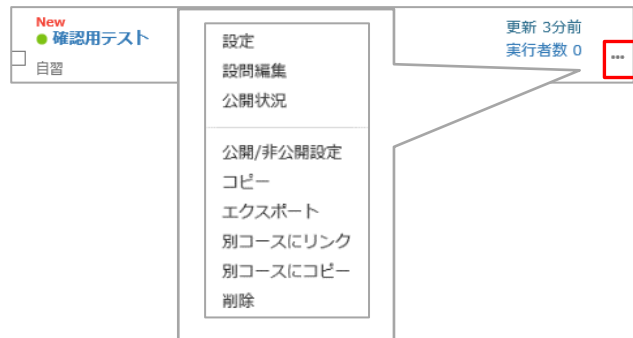 New
確認用テスト
自習
更新 3分前
実行者数 0
設定
設問編集
公開状況
公開/非公開設定
コピー
エクスポート
別コースにリンク
別コースにコピー
削除